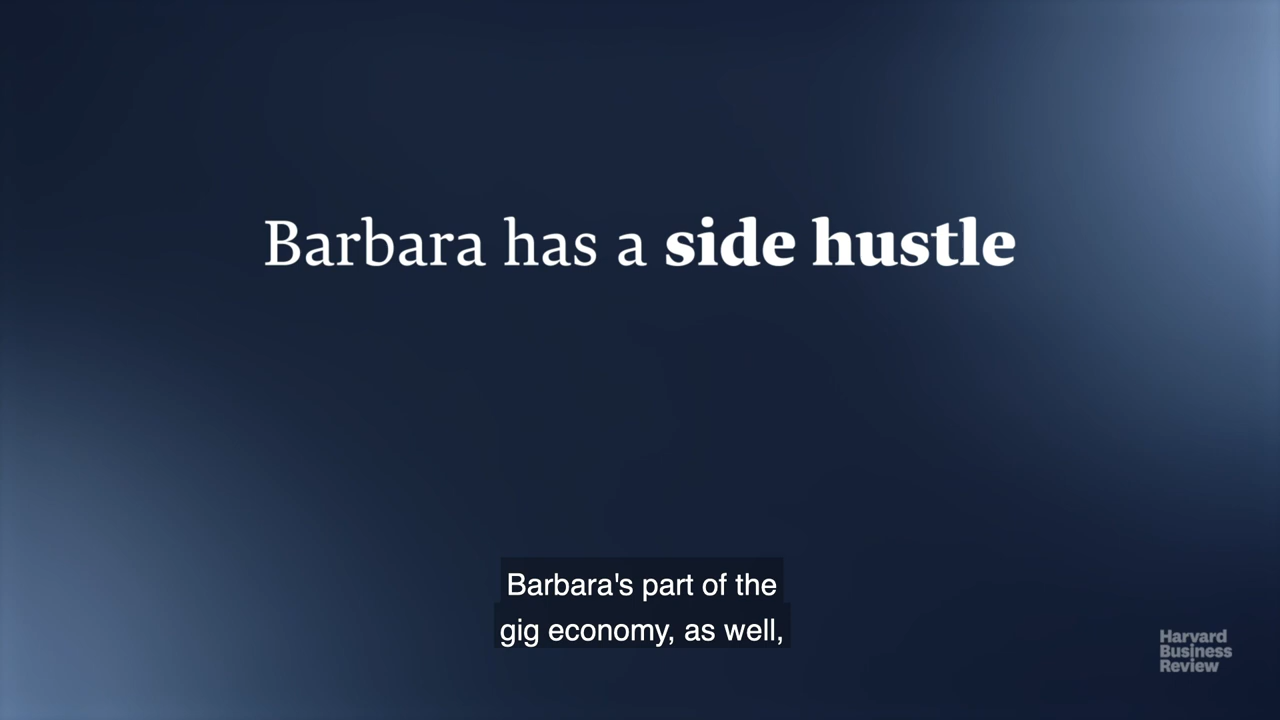 Barbara has a side hustle
Barbara's part of the
gig economy, as well,
Harvard
Business
Review